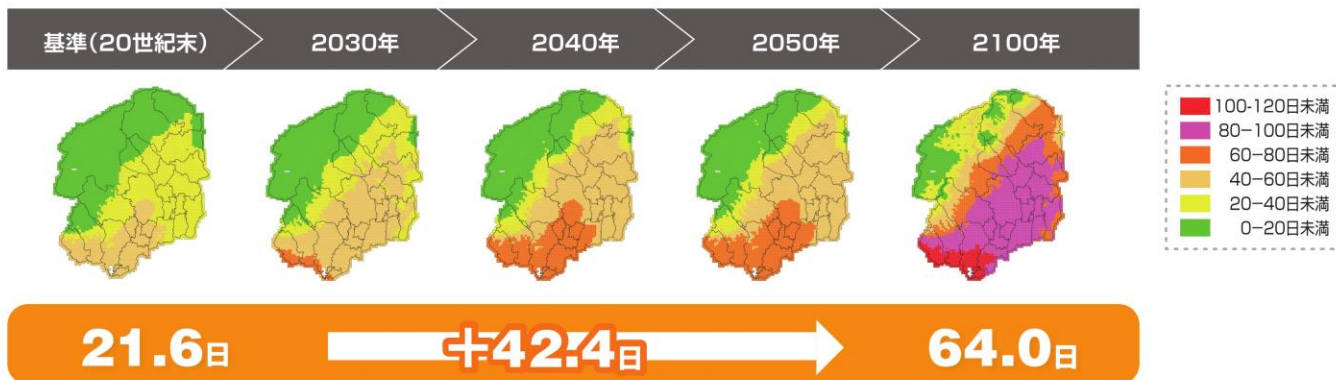 基準(20世紀末)
2030年
2040年
2050年
2100年
100-120日未満
80−100日未満
60−80日未満
40−60日未満
20−40日未満
0−20日未満
21.6日
+42.4日
64.0日